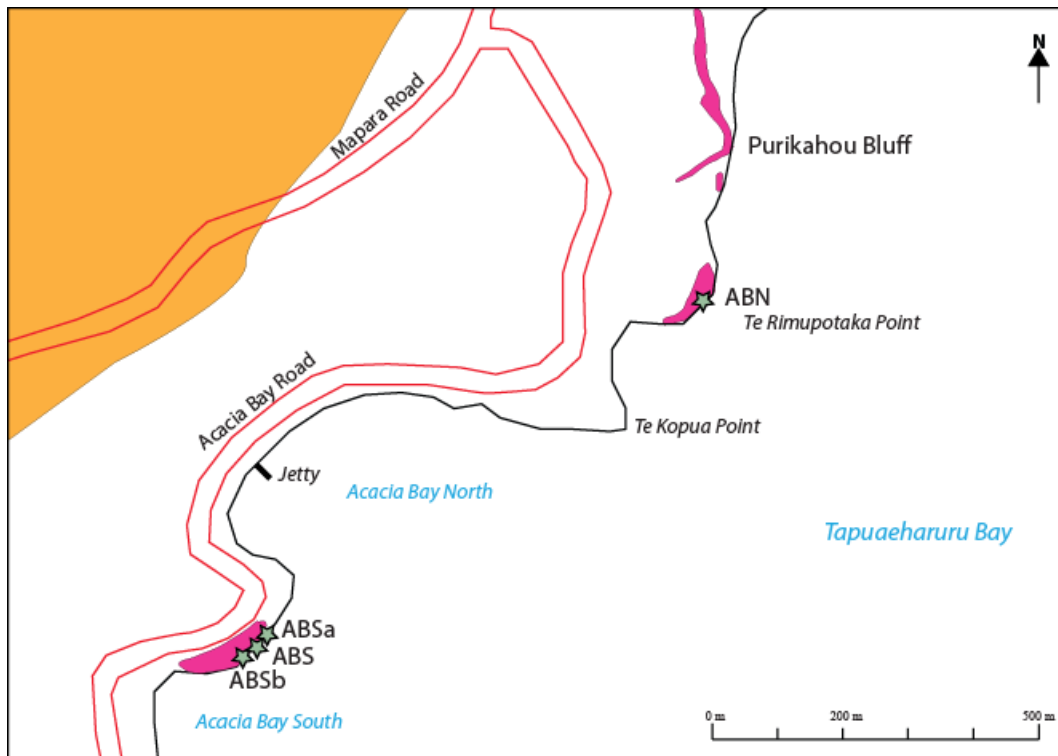 N
Mapara Road
Purikahou Bluff
ABN
Te Rimupotaka Point
Acacia Bay Road
Te Kopua Point
Jetty
Acacia Bay North
Tapuaeharuru Bay
ABSa
ABS
ABSb
Acacia Bay South
0 m
200 m
500 m